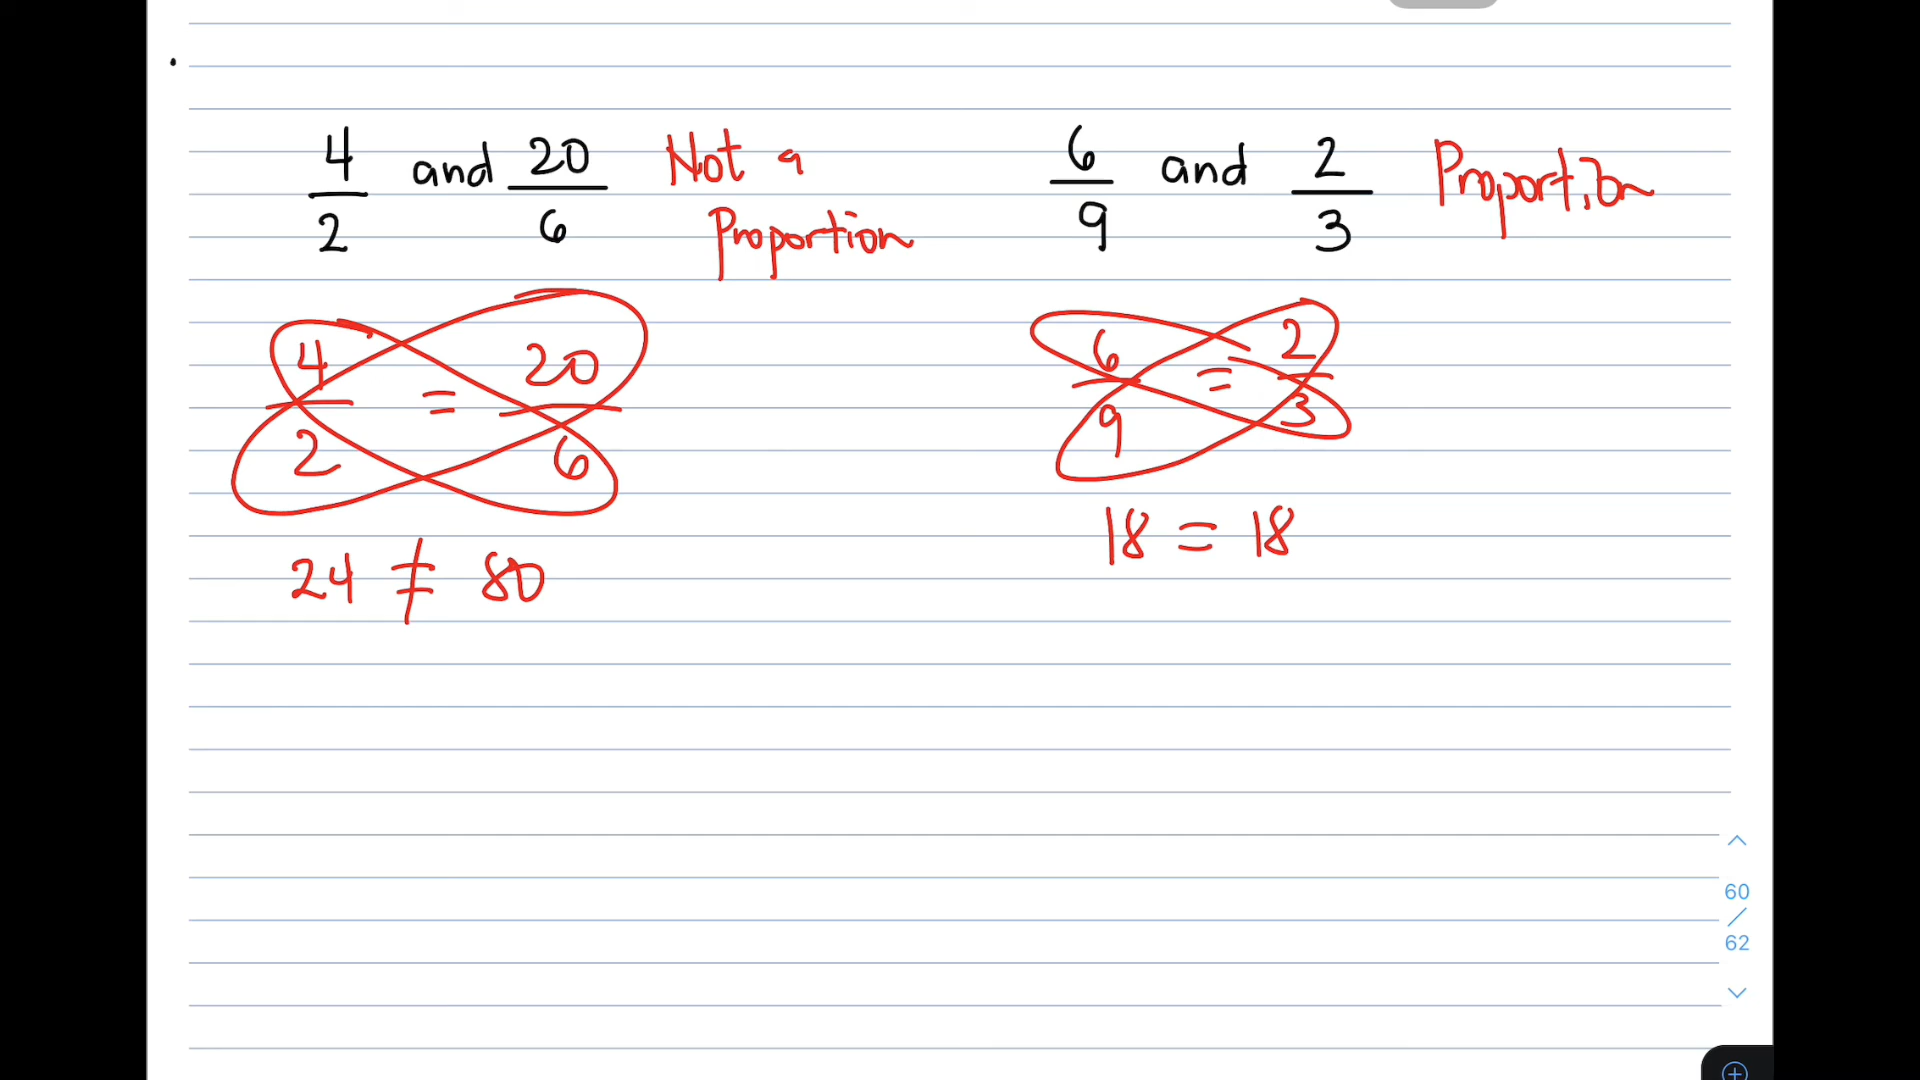 4/2 and 20/6 Not a Proportion
6/9 and 2/3 Proportion
4/2 = 20/6
6/9 = 2/3
24 ≠ 80
18 = 18
60
/
62